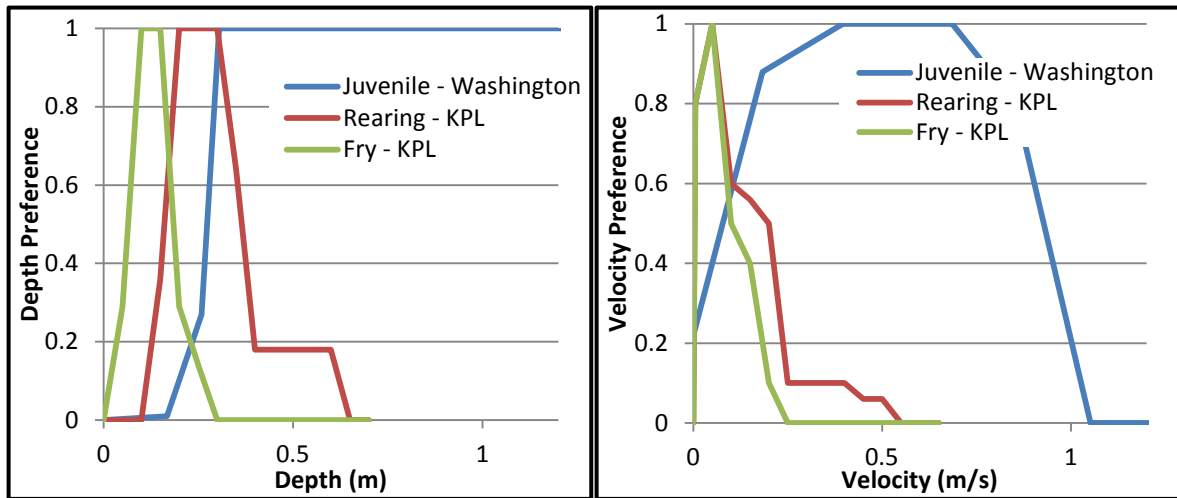 1
0.8
0.6
0.4
0.2
0
Depth Preference
Juvenile - Washington
Rearing - KPL
Fry - KPL
0 0.5 1
Depth (m)
1
0.8
0.6
0.4
0.2
0
Velocity Preference
Juvenile - Washington
Rearing - KPL
Fry - KPL
0 0.5 1
Velocity (m/s)